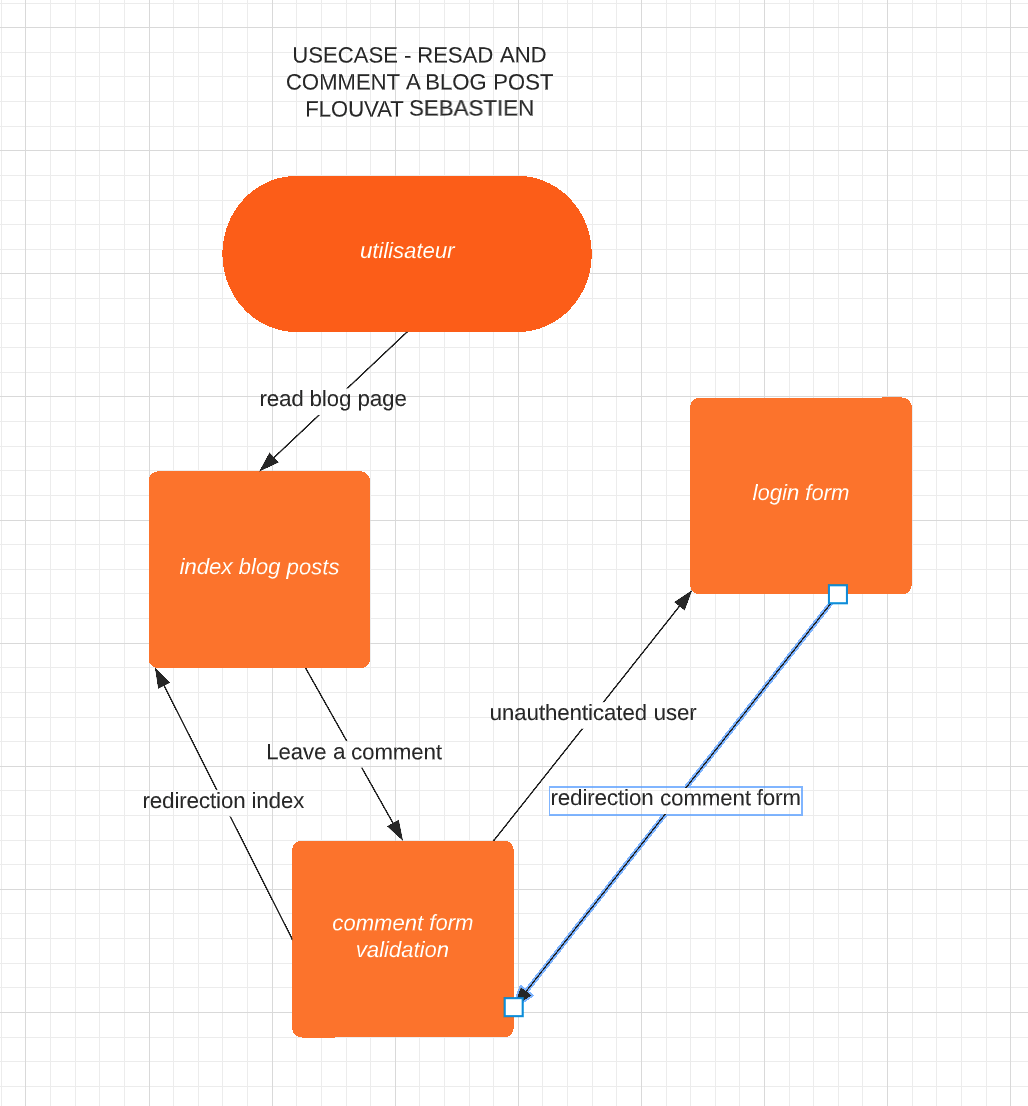 USECASE - RESAD AND
COMMENT A BLOG POST
FLOUVAT SEBASTIEN
utilisateur
read blog page
login form
index blog posts
unauthenticated user
Leave a comment
redirection comment form
redirection index
comment form
validation